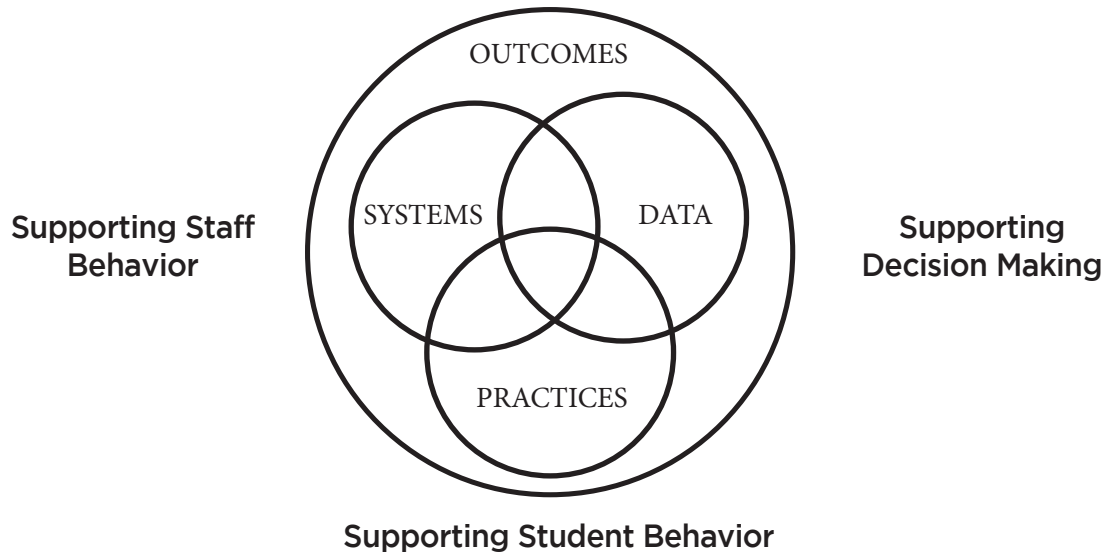 OUTCOMES
SYSTEMS
DATA
Supporting Staff
Behavior
Supporting
Decision Making
PRACTICES
Supporting Student Behavior